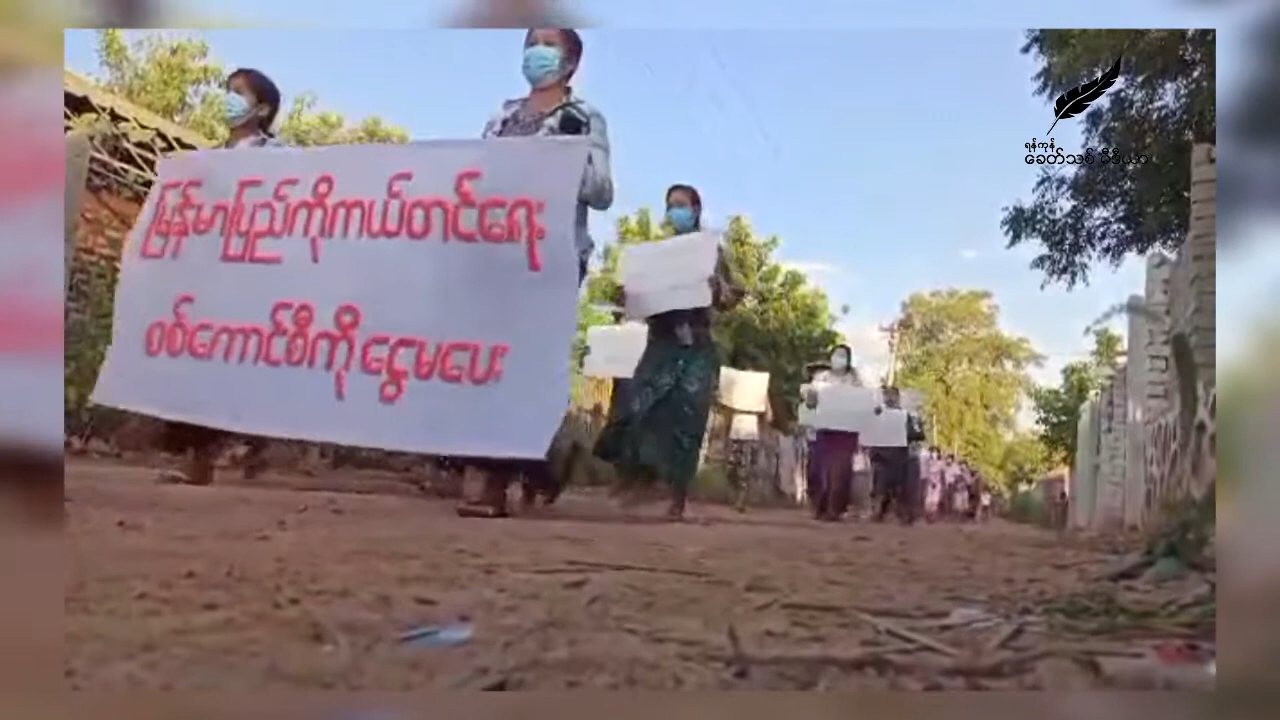 မြန်မာပြည်ကိုကယ်တင်ရေး
စစ်ကောင်စီကို ငွေမပေး
ရန်ကုန်
ခေတ်သစ် မီဒီယာ